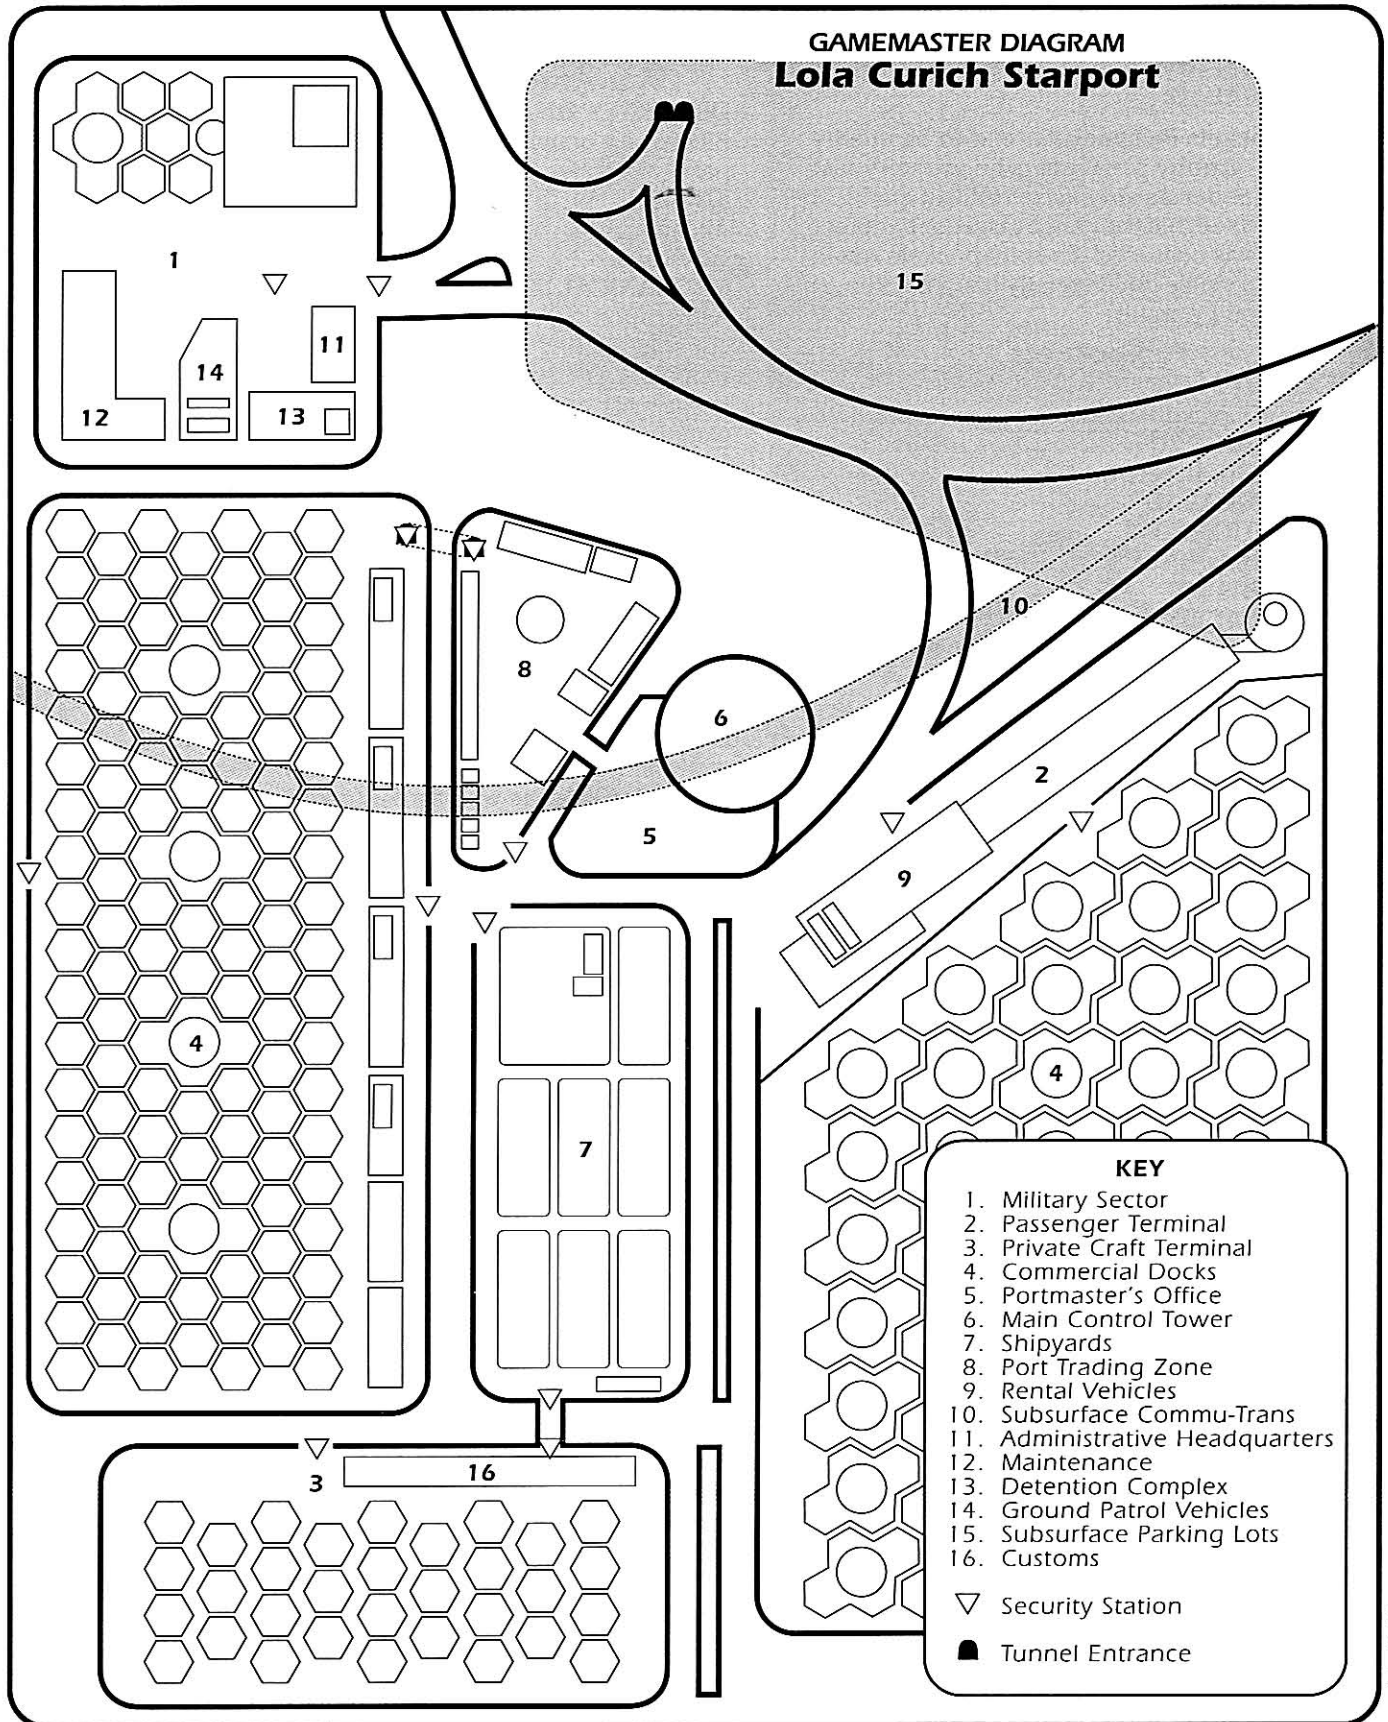 GAMEMASTER DIAGRAM
Lola Curich Starport
1
15
11
14
12
13
10
8
6
2
5
9
4
4
7
3
16
KEY
1. Military Sector
2. Passenger Terminal
3. Private Craft Terminal
4. Commercial Docks
5. Portmaster's Office
6. Main Control Tower
7. Shipyards
8. Port Trading Zone
9. Rental Vehicles
10. Subsurface Commu-Trans
11. Administrative Headquarters
12. Maintenance
13. Detention Complex
14. Ground Patrol Vehicles
15. Subsurface Parking Lots
16. Customs
Security Station
Tunnel Entrance